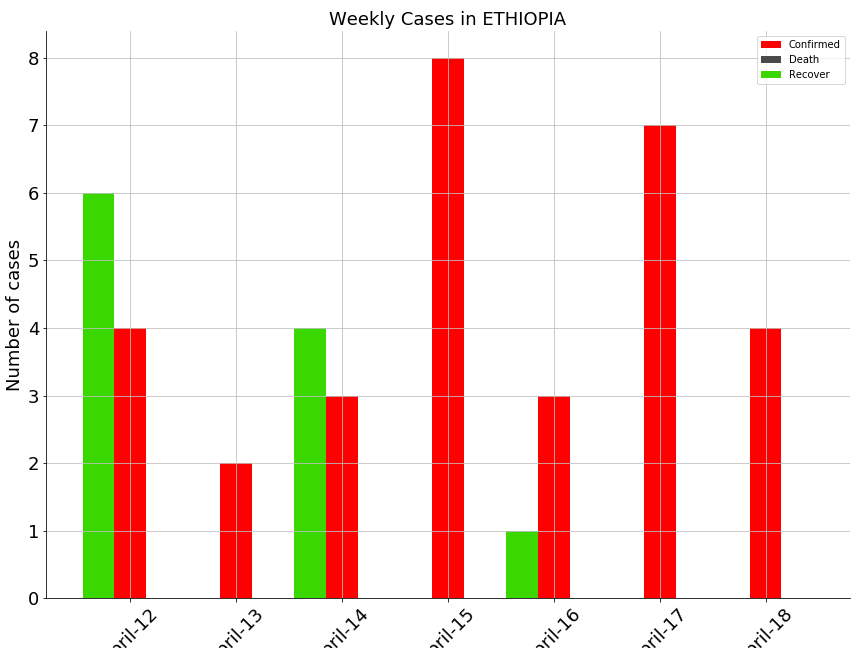 Weekly Cases in ETHIOPIA
Confirmed
Death
Recover
Number of cases
8
7
6
5
4
3
2
1
0
pril-12
pril-13
pril-14
pril-15
pril-16
pril-17
pril-18